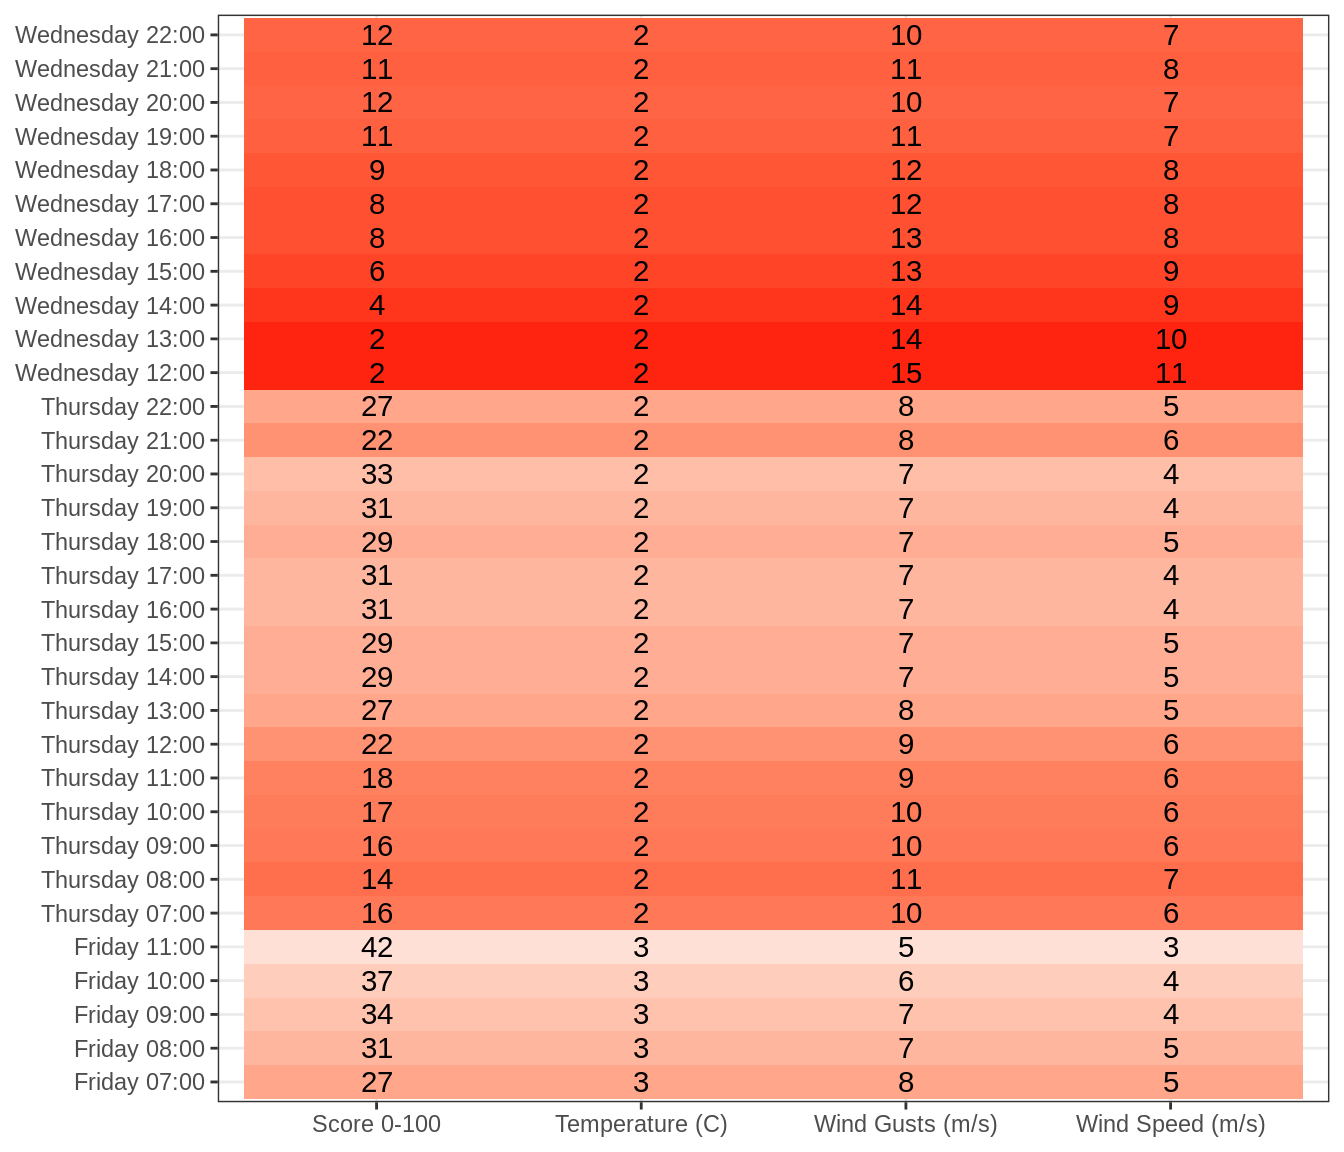 Wednesday 22:00 12 2 10 7
Wednesday 21:00 11 2 11 8
Wednesday 20:00 12 2 10 7
Wednesday 19:00 11 2 11 7
Wednesday 18:00 9 2 12 8
Wednesday 17:00 8 2 12 8
Wednesday 16:00 8 2 13 8
Wednesday 15:00 6 2 13 9
Wednesday 14:00 4 2 14 9
Wednesday 13:00 2 2 14 10
Wednesday 12:00 2 2 15 11
Thursday 22:00 27 2 8 5
Thursday 21:00 22 2 8 6
Thursday 20:00 33 2 7 4
Thursday 19:00 31 2 7 4
Thursday 18:00 29 2 7 5
Thursday 17:00 31 2 7 4
Thursday 16:00 31 2 7 4
Thursday 15:00 29 2 7 5
Thursday 14:00 29 2 7 5
Thursday 13:00 27 2 8 5
Thursday 12:00 22 2 9 6
Thursday 11:00 18 2 9 6
Thursday 10:00 17 2 10 6
Thursday 09:00 16 2 10 6
Thursday 08:00 14 2 11 7
Thursday 07:00 16 2 10 6
Friday 11:00 42 3 5 3
Friday 10:00 37 3 6 4
Friday 09:00 34 3 7 4
Friday 08:00 31 3 7 5
Friday 07:00 27 3 8 5
Score 0-100 Temperature (C) Wind Gusts (m/s) Wind Speed (m/s)